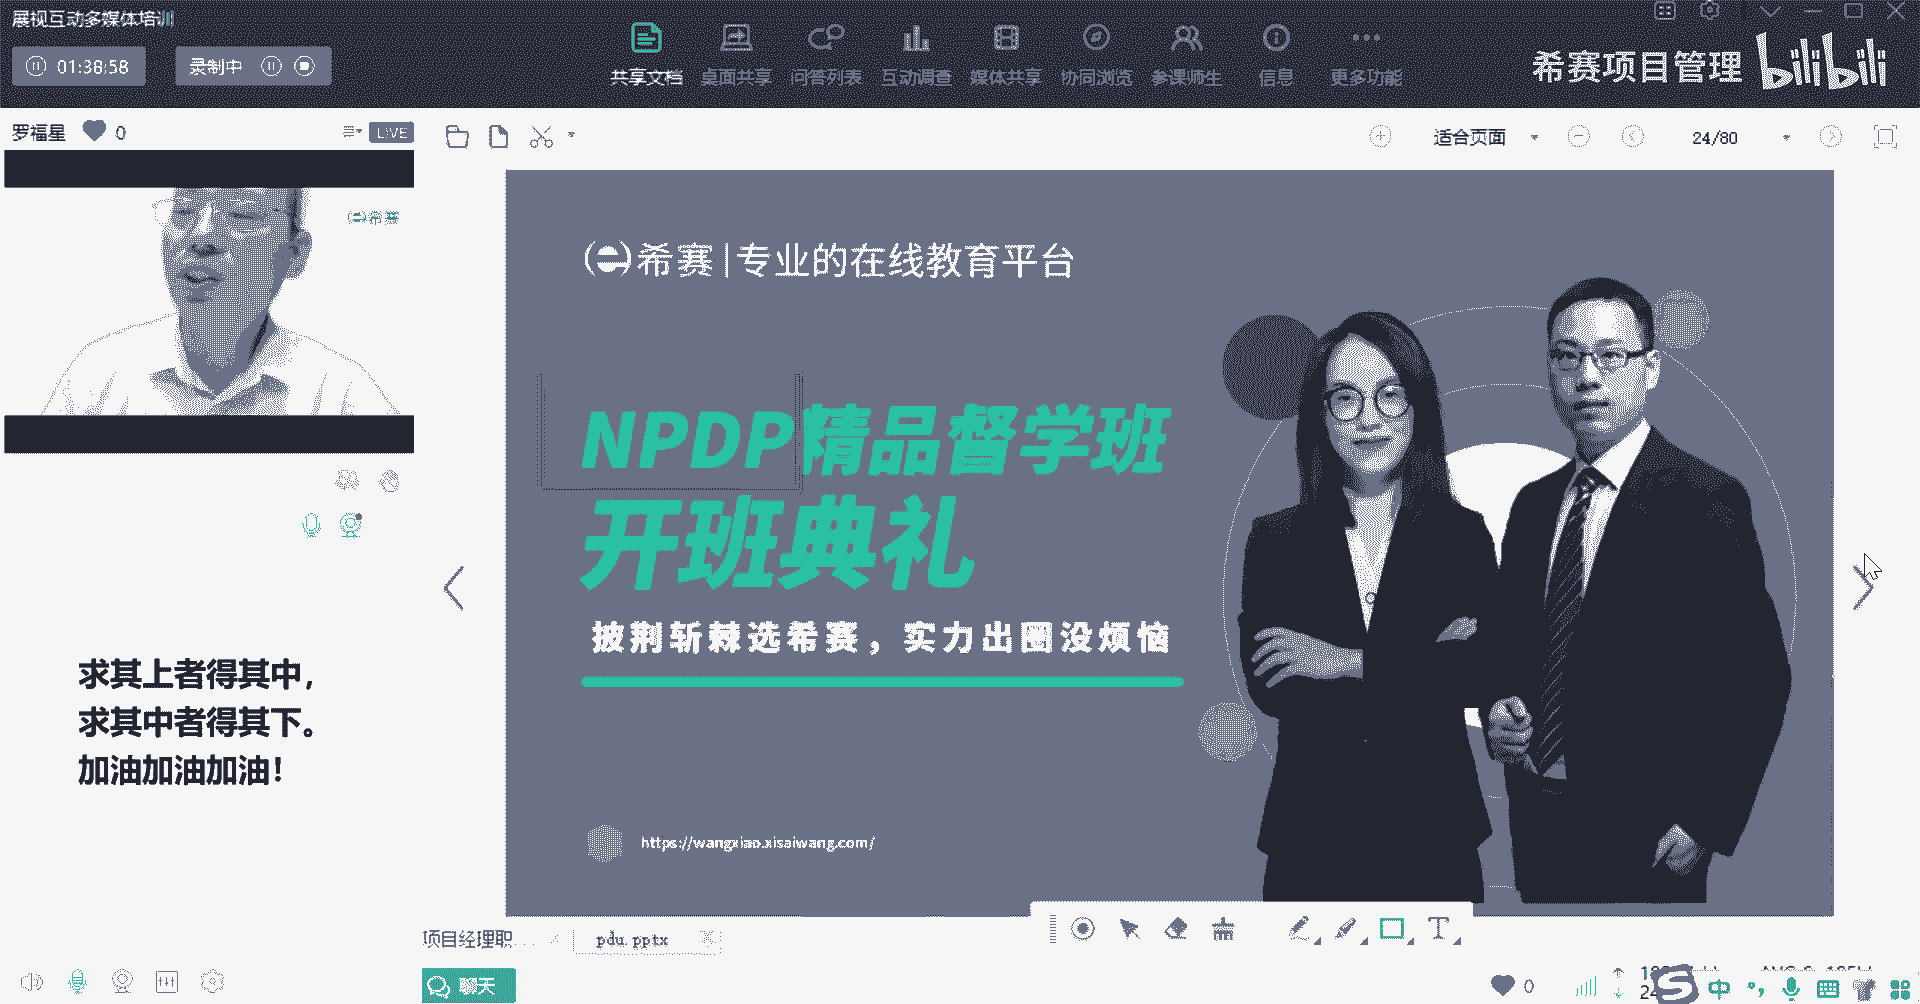 展视互动多媒体培训
01:38:58
录制中
共享文档 桌面共享 问答列表 互动调查 媒体共享 协同浏览 参课师生 信息 更多功能
希赛项目管理 bilibili
罗福星 0
LIVE
适合页面
24/80
希赛
希赛|专业的在线教育平台
NPDP精品督学班
开班典礼
披荆斩棘选希赛，实力出圈没烦恼
https://wangxiao.xisaiwang.com/
求其上者得其中，
求其中者得其下。
加油加油加油！
项目经理职...
pdu.pptx
聊天
0
中